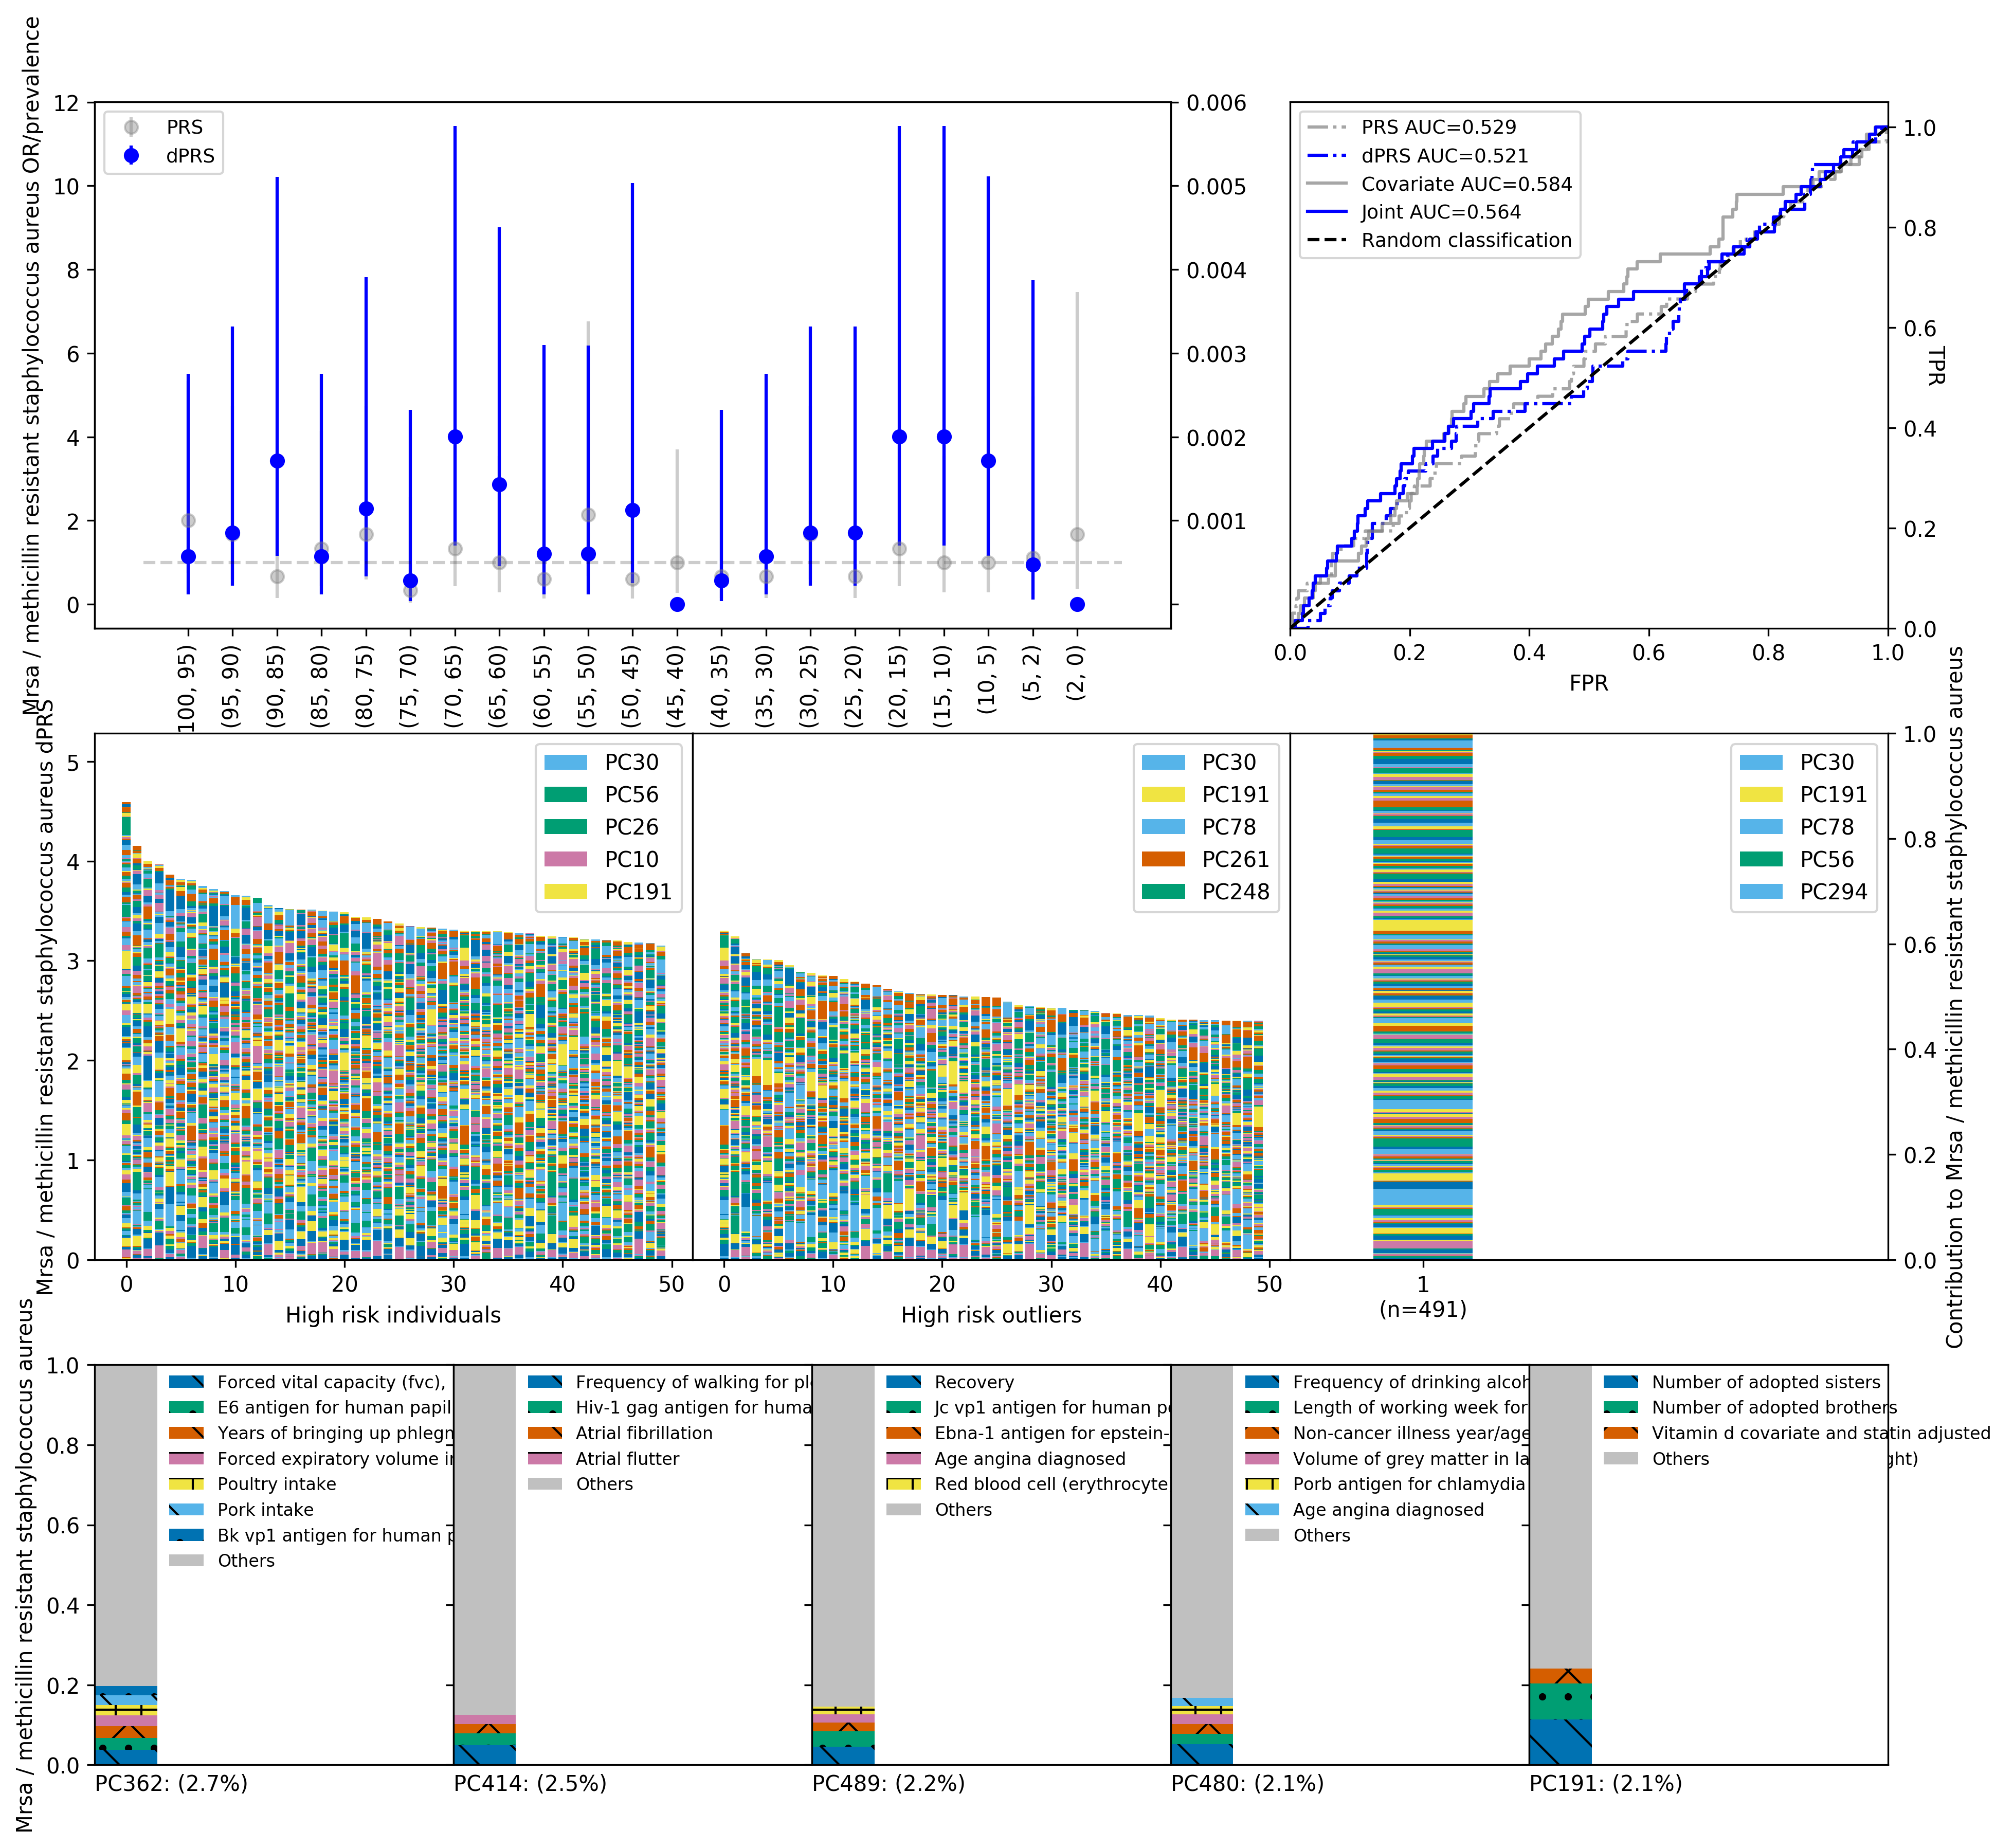 Mrsa / methicillin resistant staphylococcus aureus OR/prevalence
12
10
8
6
4
2
0
PRS
dPRS
0.006
0.005
0.004
0.003
0.002
0.001
100, 95)
(95, 90)
(90, 85)
(85, 80)
(80, 75)
(75, 70)
(70, 65)
(65, 60)
(60, 55)
(55, 50)
(50, 45)
(45, 40)
(40, 35)
(35, 30)
(30, 25)
(25, 20)
(20, 15)
(15, 10)
(10, 5)
(5, 2)
(2, 0)
PRS AUC=0.529
dPRS AUC=0.521
Covariate AUC=0.584
Joint AUC=0.564
Random classification
1.0
0.8
0.6
0.4
0.2
0.0
TPR
0.0 0.2 0.4 0.6 0.8 1.0
FPR
Mrsa / methicillin resistant staphylococcus aureus dPRS
5
4
3
2
1
0
PC30
PC56
PC26
PC10
PC191
0 10 20 30 40 50
High risk individuals
PC30
PC191
PC78
PC261
PC248
0 10 20 30 40 50
High risk outliers
PC30
PC191
PC78
PC56
PC294
1
(n=491)
1.0
0.8
0.6
0.4
0.2
0.0
Contribution to Mrsa / methicillin resistant staphylococcus aureus
Mrsa / methicillin resistant staphylococcus aureus
1.0
0.8
0.6
0.4
0.2
0.0
Forced vital capacity (fvc),
E6 antigen for human papil
Years of bringing up phlegm
Forced expiratory volume in
Poultry intake
Pork intake
Bk vp1 antigen for human p
Others
PC362: (2.7%)
Frequency of walking for pl
Hiv-1 gag antigen for huma
Atrial fibrillation
Atrial flutter
Others
PC414: (2.5%)
Recovery
Jc vp1 antigen for human p
Ebna-1 antigen for epstein-
Age angina diagnosed
Red blood cell (erythrocyte
Others
PC489: (2.2%)
Frequency of drinking alcoh
Length of working week for
Non-cancer illness year/age
Volume of grey matter in la
Porb antigen for chlamydia
Age angina diagnosed
Others
PC480: (2.1%)
Number of adopted sisters
Number of adopted brothers
Vitamin d covariate and statin adjusted
Others
ght)
PC191: (2.1%)